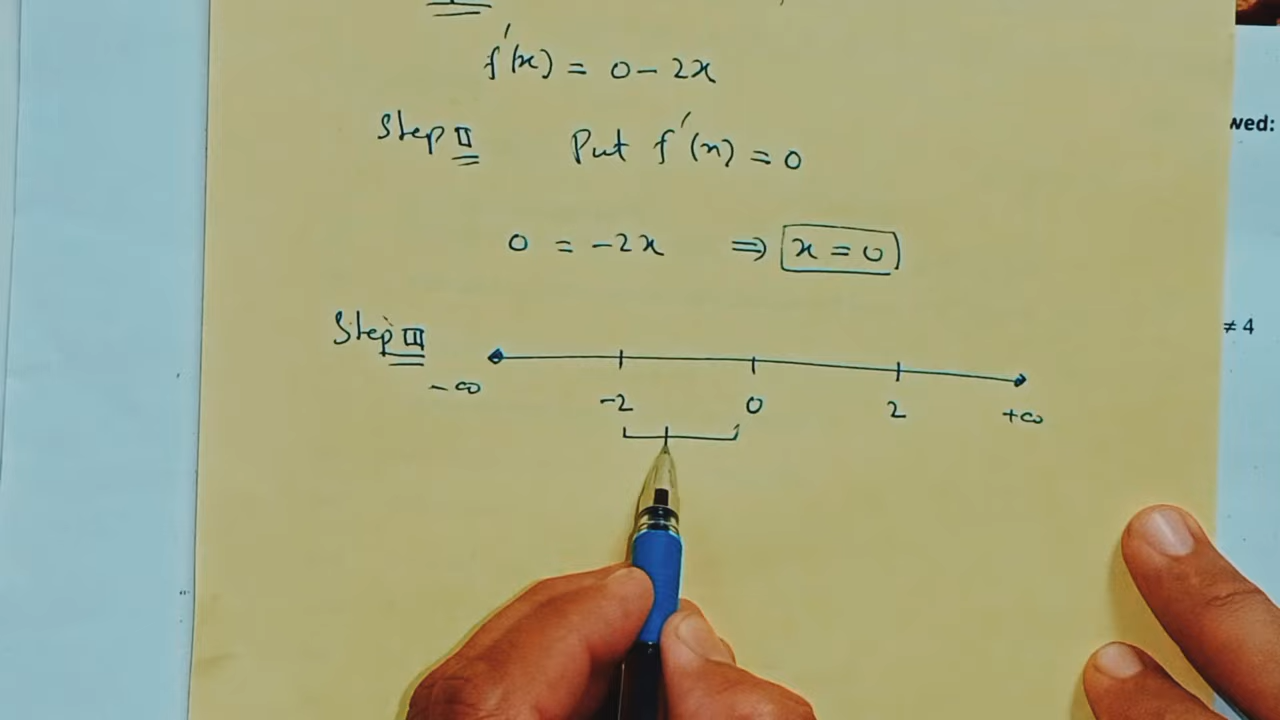 f'(x) = 0 - 2x
Step II Put f'(x) = 0
0 = -2x ⇒ x = 0
Step III
-∞ -2 0 2 +∞
wed:
≠ 4